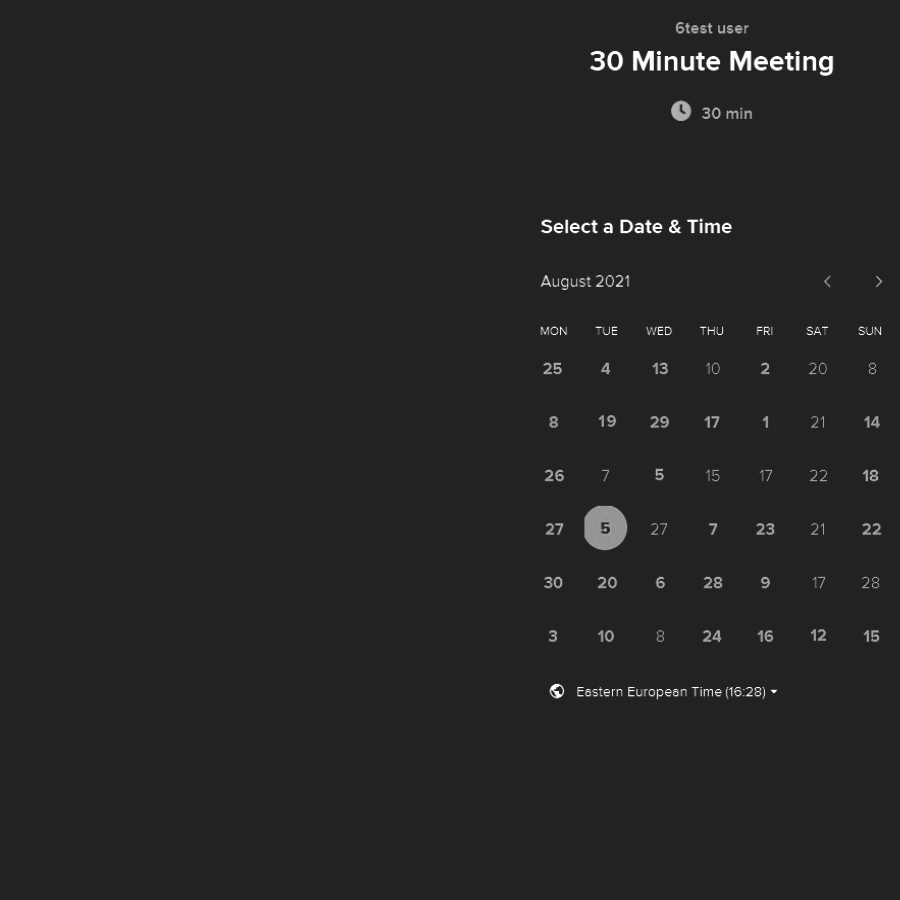 6test user
30 Minute Meeting
30 min
Select a Date & Time
August 2021
MON TUE WED THU FRI SAT SUN
25 4 13 10 2 20 8
8 19 29 17 1 21 14
26 7 5 15 17 22 18
27 5 27 7 23 21 22
30 20 6 28 9 17 28
3 10 8 24 16 12 15
Eastern European Time (16:28)